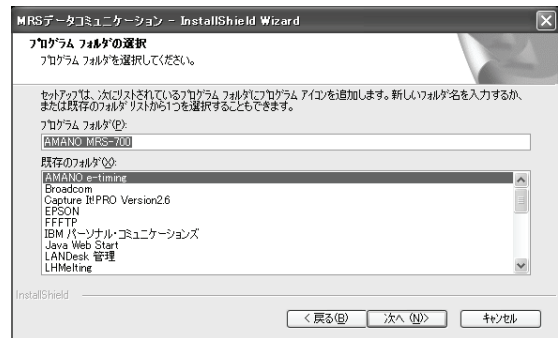 MRSデータコミュニケーション - InstallShield Wizard
プログラム フォルダの選択
プログラム フォルダを選択してください。
セットアップは、次にリストされているプログラム フォルダにプログラム アイコンを追加します。新しいフォルダ名を入力するか、
または既存のフォルダ リストから1つを選択することもできます。
プログラム フォルダ(P):
AMANO MRS-700
既存のフォルダ(X):
AMANO e-timing
Broadcom
Capture It!PRO Version2.6
EPSON
FFFTP
IBM パーソナル・コミュニケーションズ
Java Web Start
LANDesk 管理
LHMelting
InstallShield
< 戻る(B)
次へ (N)>
キャンセル